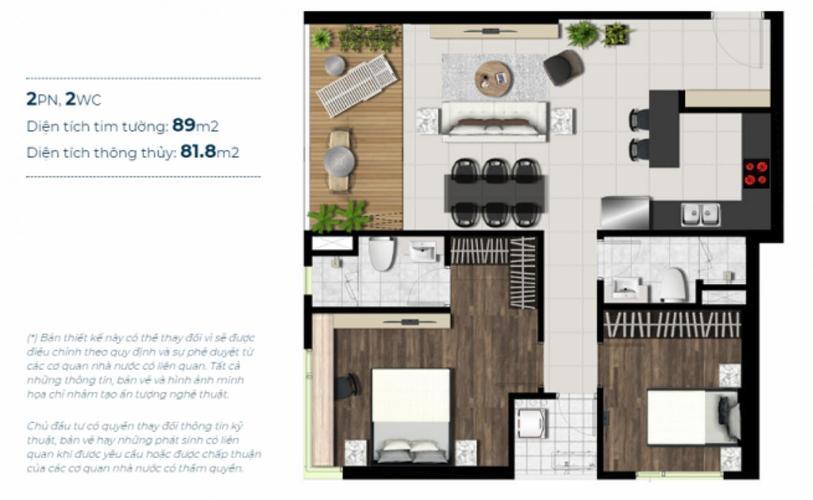 2PN, 2WC
Diện tích tim tường: 89m2
Diện tích thông thủy: 81.8m2
(*) Bản thiết kế này có thể thay đổi vì sẽ được
điều chỉnh theo quy định và sự phê duyệt từ
các cơ quan nhà nước có liên quan. Tất cả
những thông tin, bản vẽ và hình ảnh minh
họa chỉ nhằm tạo ấn tượng nghệ thuật.
Chủ đầu tư có quyền thay đổi thông tin kỹ
thuật, bản vẽ hay những phát sinh có liên
quan khi được yêu cầu hoặc được chấp thuận
của các cơ quan nhà nước có thẩm quyền.